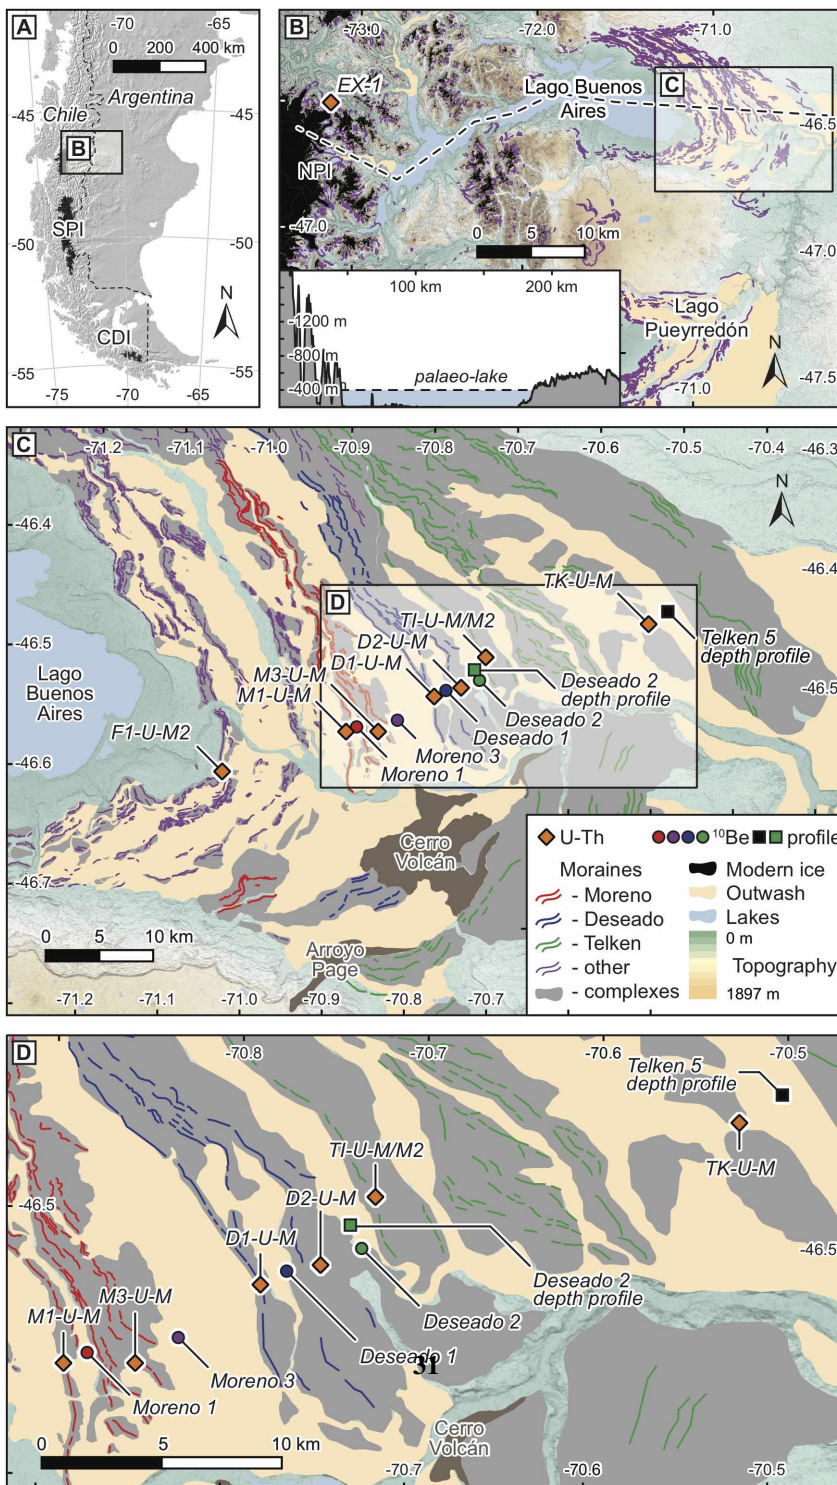 A
-70
-65
0 200 400 km
Argentina
Chile
-45
-45
B
SPI
-50
-50
N
CDI
-55
-55
-75
-70
-65
B
-73.0
-72.0
-71.0
EX-1
Lago Buenos
Aires
C
-46.5
NPI
-47.0
-47.0
0 5 10 km
100 km
200 km
-1200 m
-800 m
-400 m
palaeo-lake
Lago
Pueyrredón
N
-71.0
-47.5
C
-71.2
-71.1
-71.0
-70.9
-70.8
-70.7
-70.6
-70.5
-70.4
-46.3
-46.4
N
-46.4
D
TK-U-M
TI-U-M/M2
D2-U-M
D1-U-M
M3-U-M
M1-U-M
Telken 5
depth profile
-46.5
Lago
Buenos
Aires
Deseado 2
depth profile
-46.5
Deseado 2
Deseado 1
Moreno 3
Moreno 1
F1-U-M2
-46.6
Cerro
Volcán
-46.7
0 5 10 km
Arroyo
Page
-71.2
-71.1
-71.0
-70.9
-70.8
-70.7
U-Th
¹⁰Be
profile
Moraines
- Moreno
- Deseado
- Telken
- other
- complexes
Modern ice
Outwash
Lakes
0 m
Topography
1897 m
D
-70.8
-70.7
-70.6
-70.5
Telken 5
depth profile
TI-U-M/M2
TK-U-M
-46.5
D2-U-M
D1-U-M
-46.5
Deseado 2
depth profile
M3-U-M
M1-U-M
Deseado 2
Deseado 1
31
Moreno 3
Moreno 1
Cerro
Volcán
0 5 10 km
-70.7
-70.6
-70.5